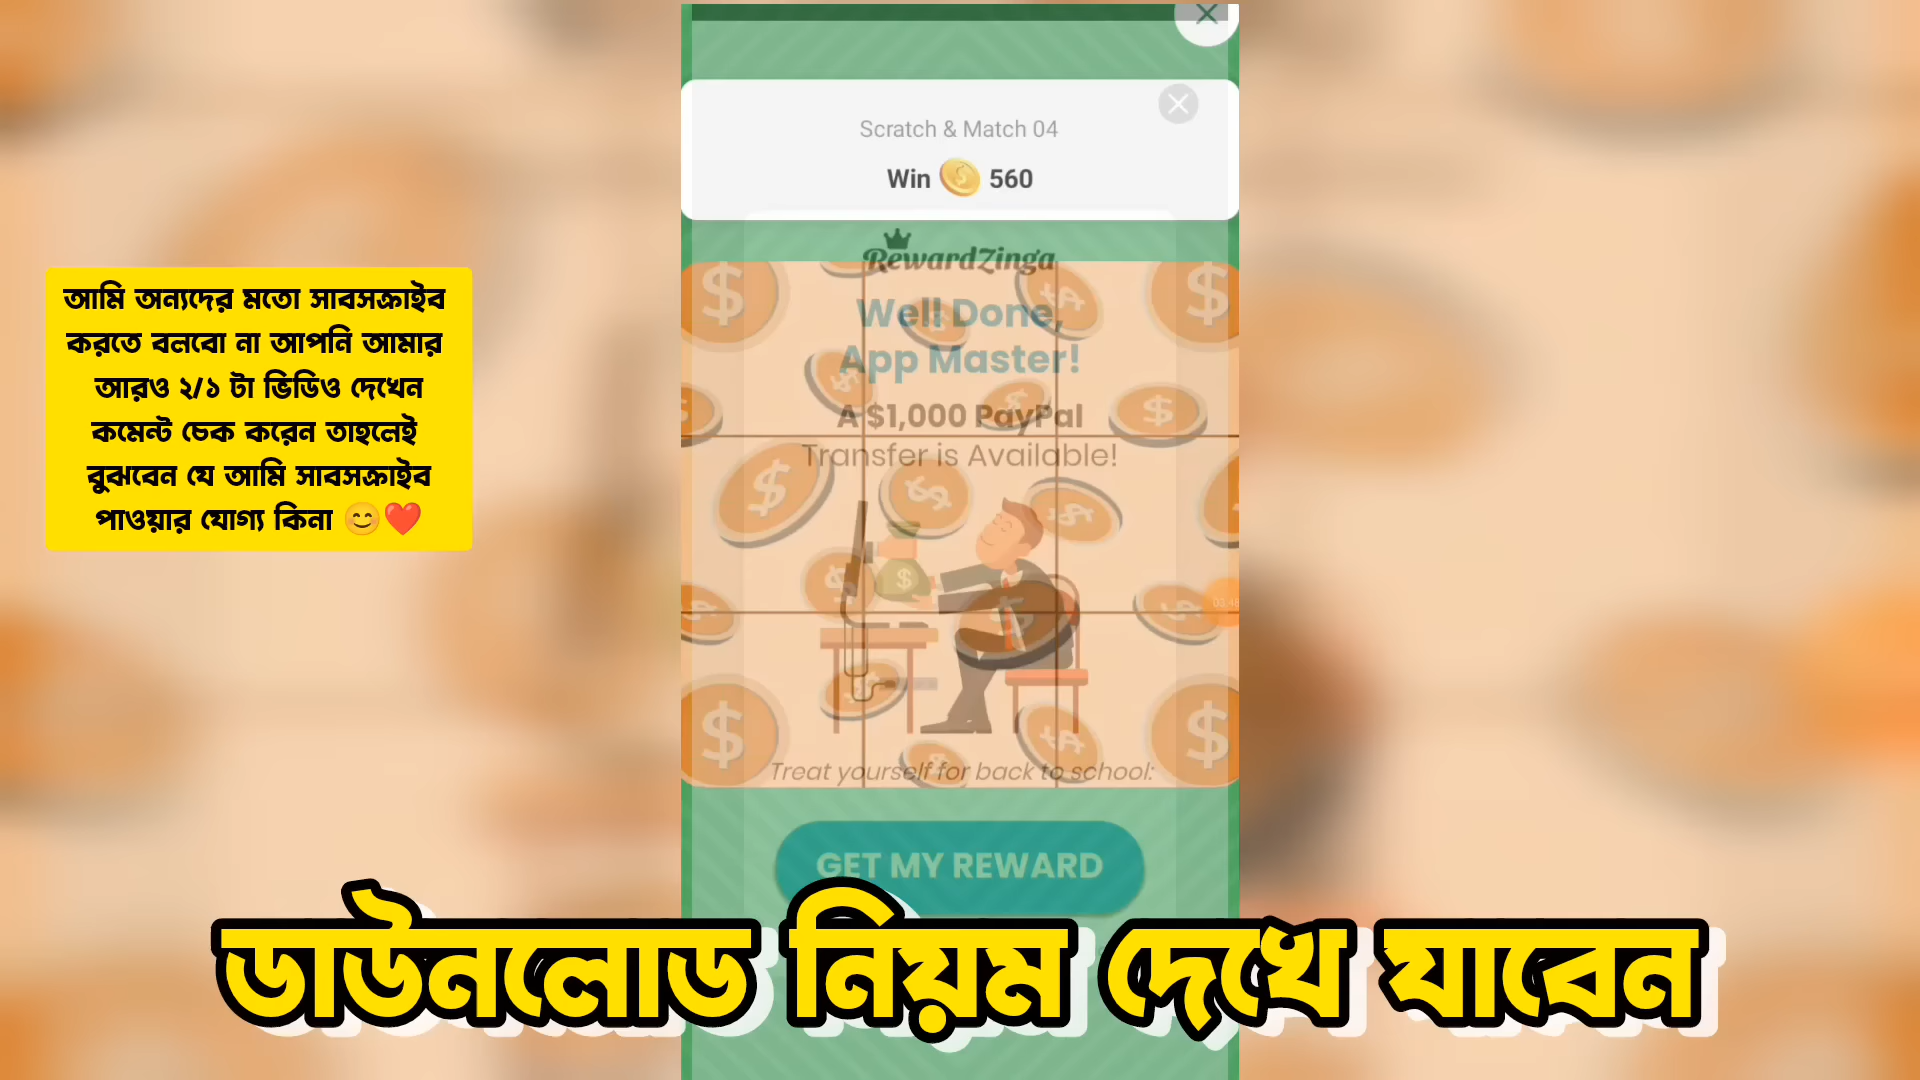 Scratch & Match 04
Win 560
RewardZinga
Well Done,
App Master!
A $1,000 PayPal
Transfer is Available!
আমি অন্যদের মতো সাবসক্রাইব
করতে বলবো না আপনি আমার
আরও ২/১ টা ভিডিও দেখেন
কমেন্ট চেক করেন তাহলেই
বুঝবেন যে আমি সাবসক্রাইব
পাওয়ার যোগ্য কিনা 😊❤️
Treat yourself for back to school:
GET MY REWARD
ডাউনলোড নিয়ম দেখে যাবেন